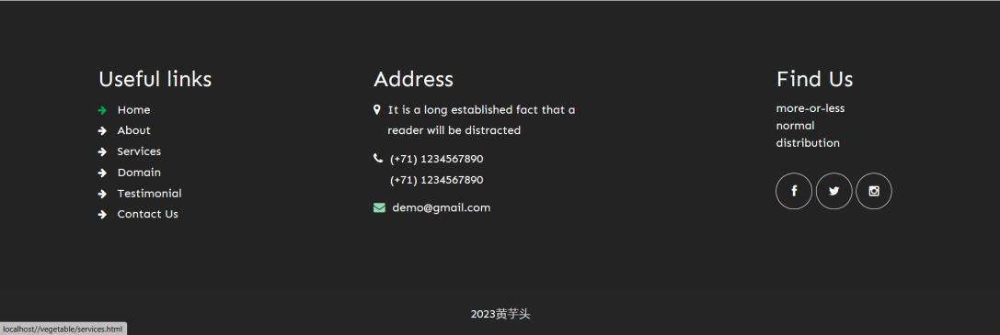 Useful links
Home
About
Services
Domain
Testimonial
Contact Us
Address
It is a long established fact that a
reader will be distracted
(+71) 1234567890
(+71) 1234567890
demo@gmail.com
Find Us
more-or-less
normal
distribution
2023黄芋头
localhost//vegetable/services.html